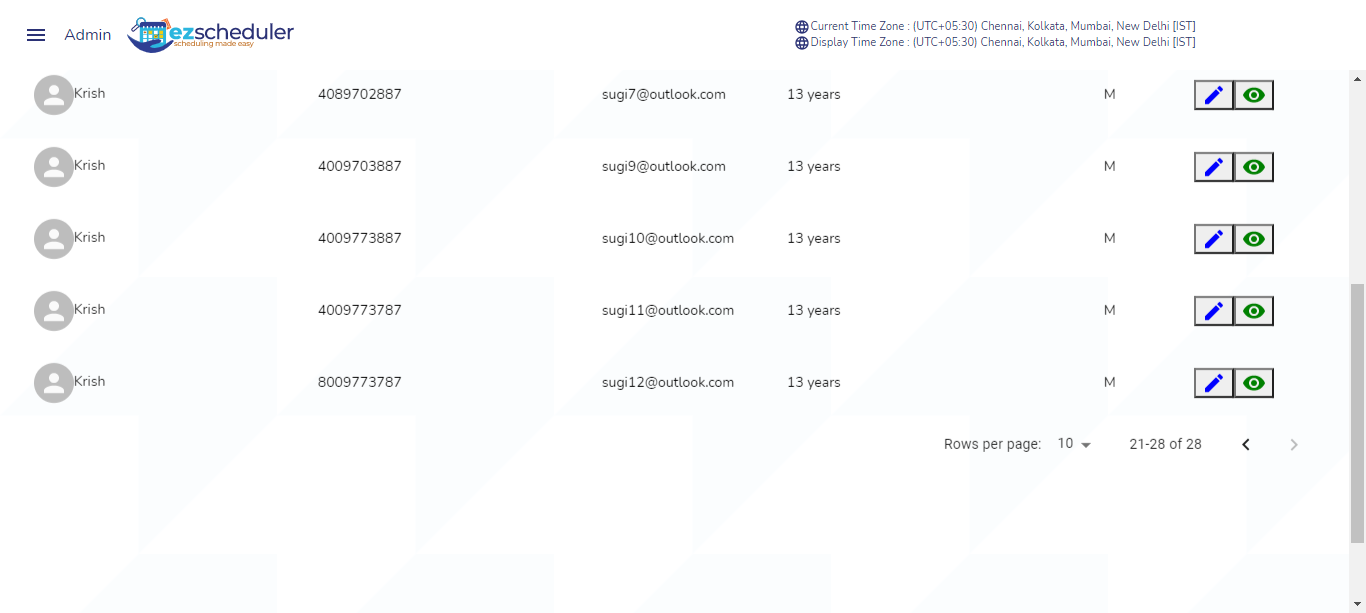 Admin
ezscheduler
scheduling made easy
Current Time Zone : (UTC+05:30) Chennai, Kolkata, Mumbai, New Delhi [IST]
Display Time Zone : (UTC+05:30) Chennai, Kolkata, Mumbai, New Delhi [IST]
Krish 4089702887 sugi7@outlook.com 13 years M
Krish 4009703887 sugi9@outlook.com 13 years M
Krish 4009773887 sugi10@outlook.com 13 years M
Krish 4009773787 sugi11@outlook.com 13 years M
Krish 8009773787 sugi12@outlook.com 13 years M
Rows per page: 10 21-28 of 28